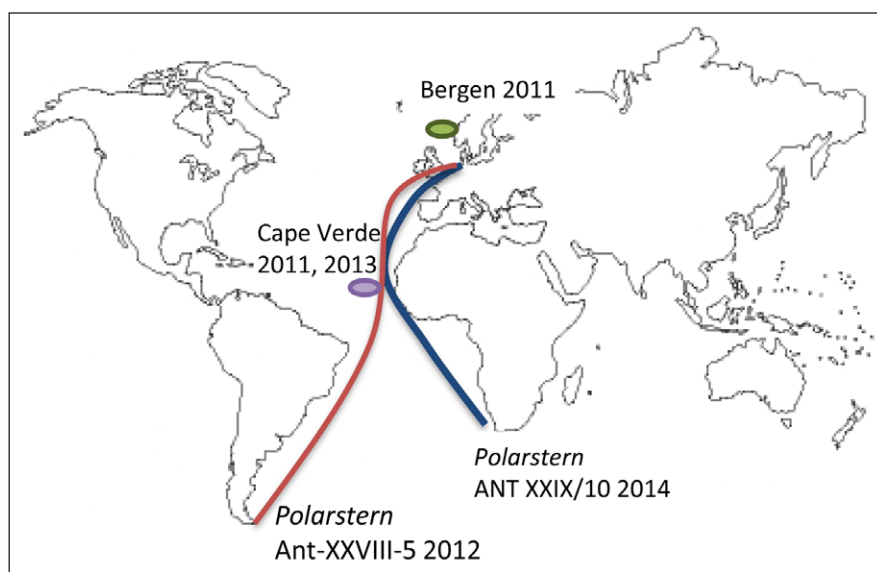 Bergen 2011
Cape Verde
2011, 2013
Polarstern
ANT XXIX/10 2014
Polarstern
Ant-XXVIII-5 2012